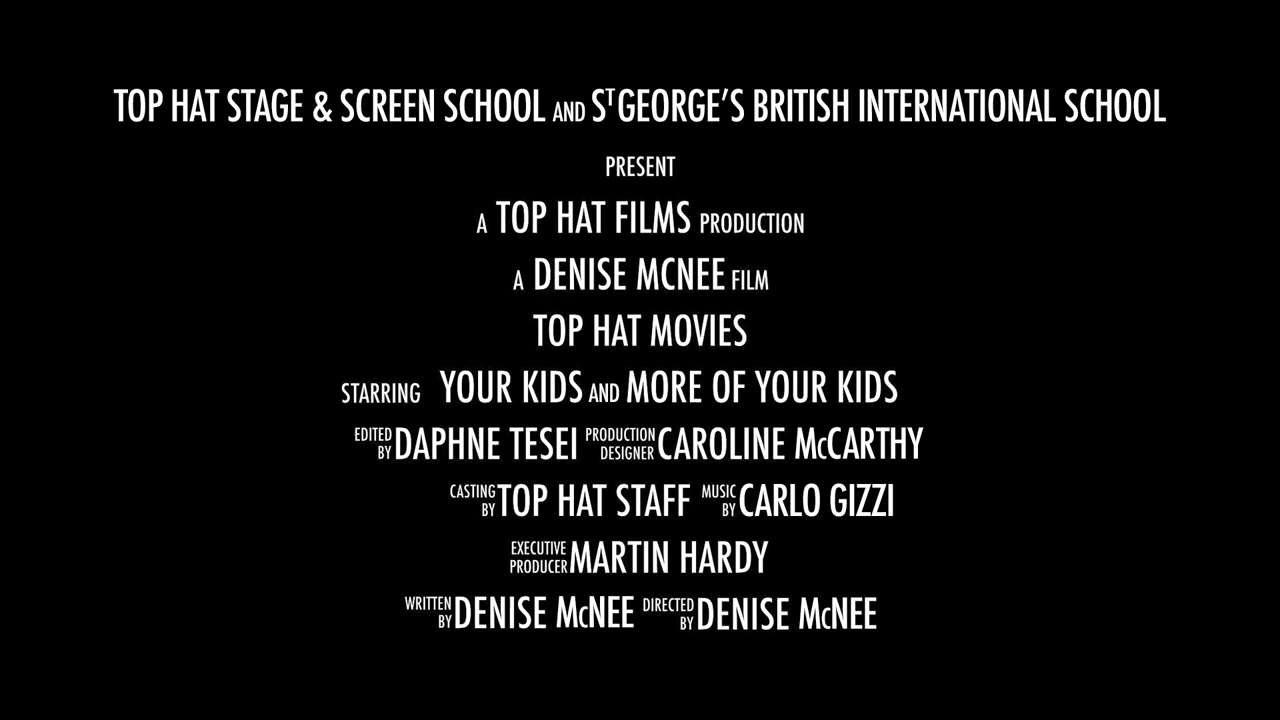 TOP HAT STAGE & SCREEN SCHOOL AND ST GEORGE'S BRITISH INTERNATIONAL SCHOOL
PRESENT
A TOP HAT FILMS PRODUCTION
A DENISE MCNEE FILM
TOP HAT MOVIES
STARRING YOUR KIDS AND MORE OF YOUR KIDS
EDITED BY DAPHNE TESEI PRODUCTION DESIGNER CAROLINE McCARTHY
CASTING BY TOP HAT STAFF MUSIC BY CARLO GIZZI
EXECUTIVE PRODUCER MARTIN HARDY
WRITTEN BY DENISE McNEE DIRECTED BY DENISE McNEE